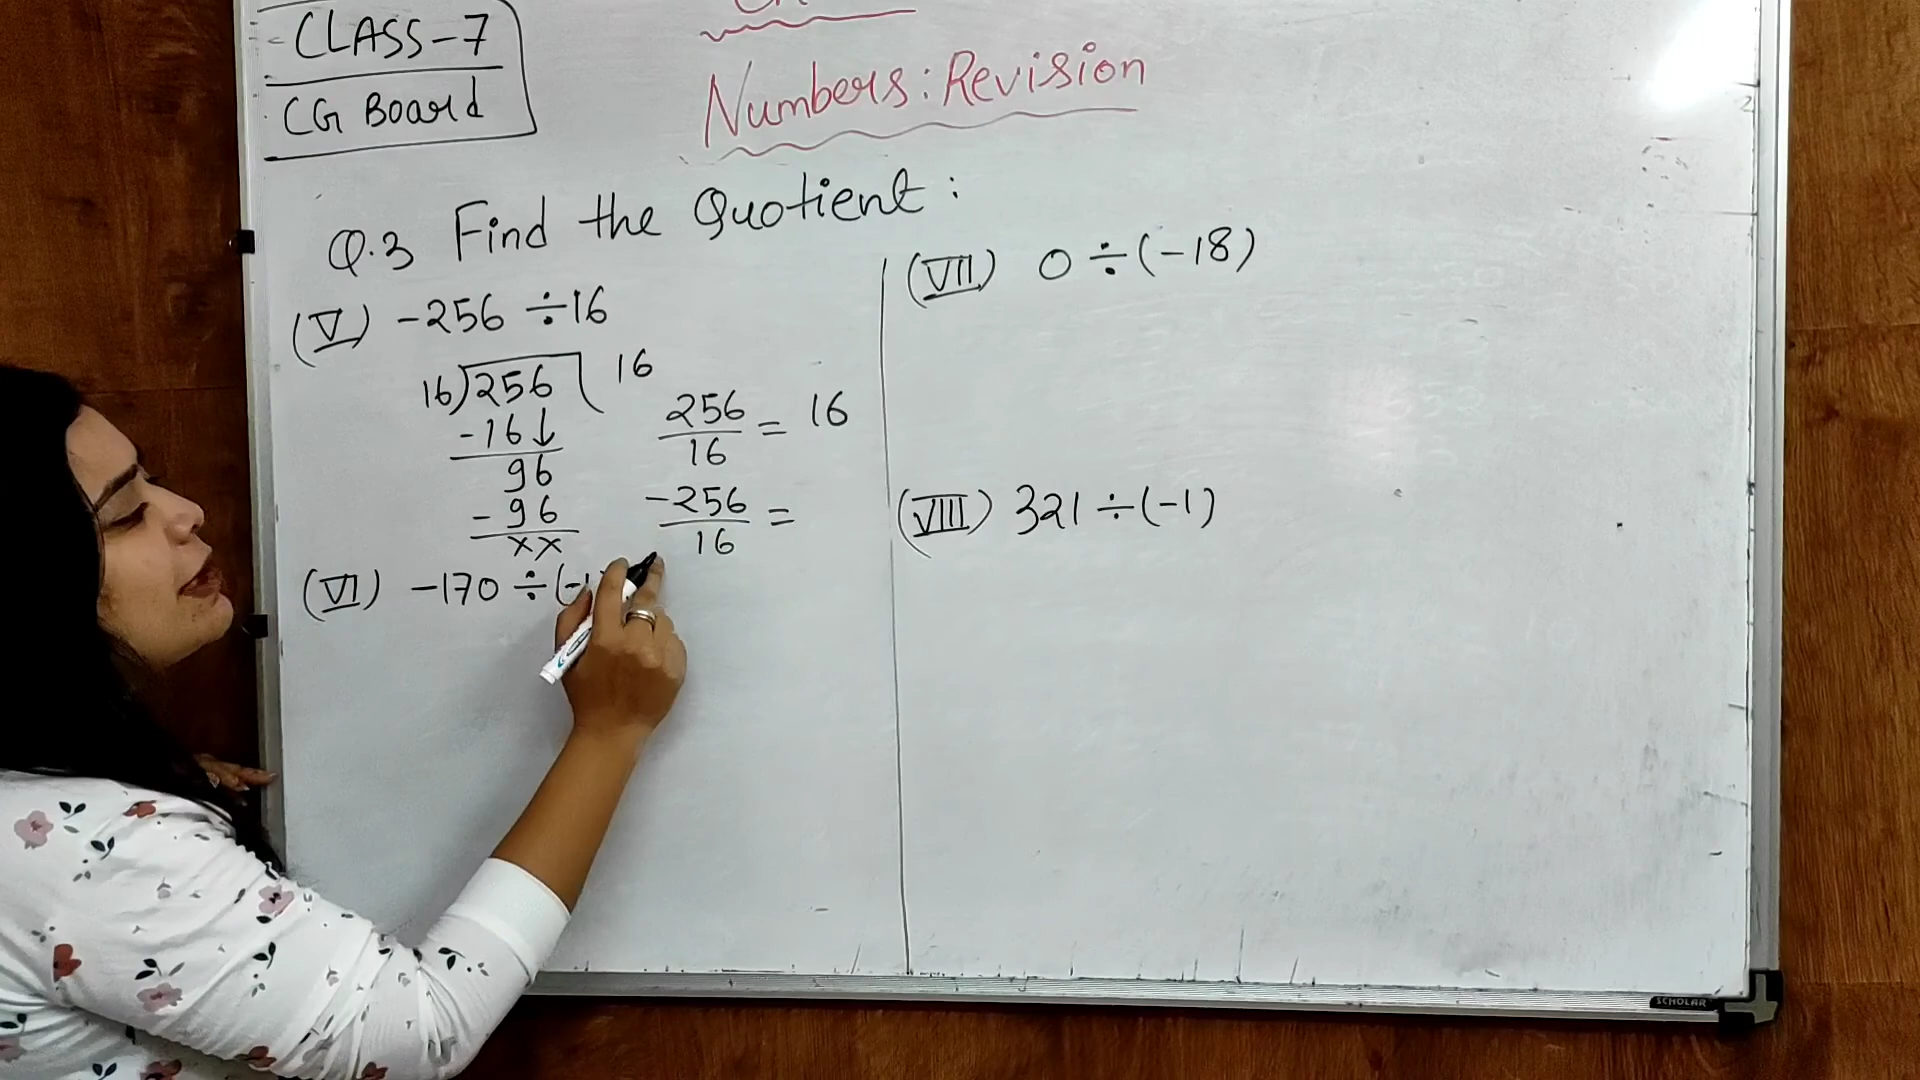 CLASS-7
CG Board
Numbers: Revision
Q.3 Find the Quotient:
(V) -256 ÷ 16
16)256( 16
-16↓
96
-96
××
256/16 = 16
-256/16 =
(VI) -170 ÷ (-1
(VII) 0 ÷ (-18)
(VIII) 321 ÷ (-1)
SCHOLAR